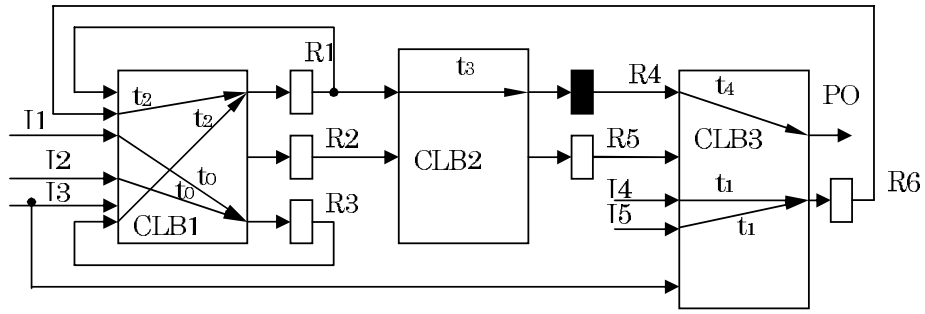 R1
t3
R4
t4
PO
t2
t2
I1
R2
CLB2
R5
CLB3
I2
t0
t0
I3
R3
I4
t1
R6
I5
CLB1
t1